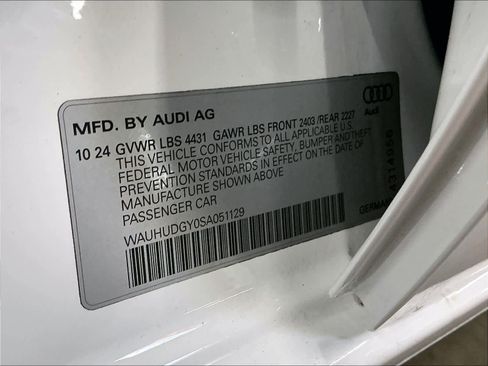 MFD. BY AUDI AG
Audi
10 24 GVWR LBS 4431 GAWR LBS FRONT 2403 /REAR 2227
THIS VEHICLE CONFORMS TO ALL APPLICABLE U.S.
FEDERAL MOTOR VEHICLE SAFETY, BUMPER AND THEFT
PREVENTION STANDARDS IN EFFECT ON THE DATE OF
MANUFACTURE SHOWN ABOVE
PASSENGER CAR
WAUHUDGY0SA051129